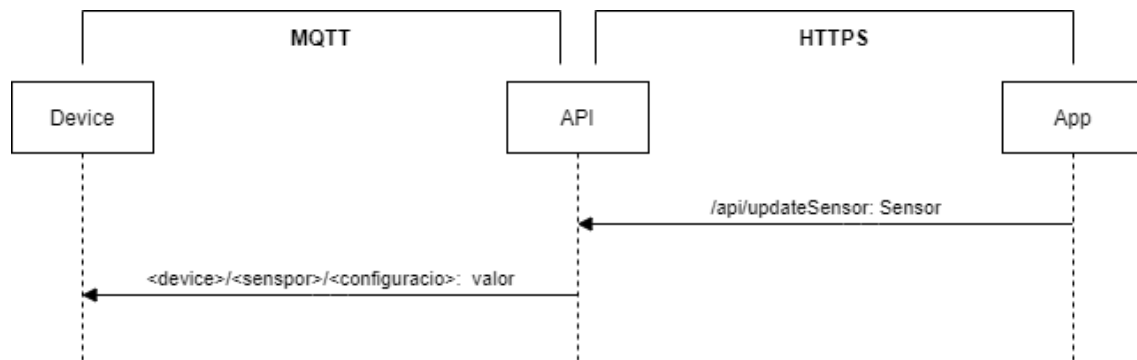 MQTT
HTTPS
Device
API
App
/api/updateSensor: Sensor
<device>/<senspor>/<configuracio>: valor